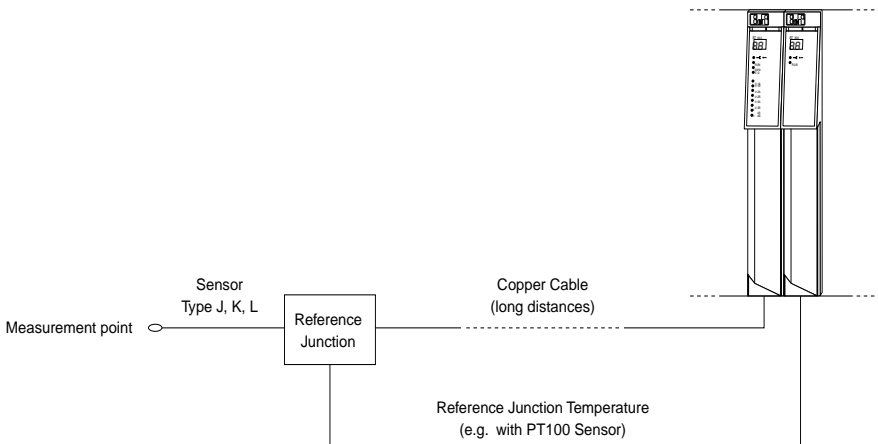 Sensor
Type J, K, L
Copper Cable
(long distances)
Measurement point
Reference
Junction
Reference Junction Temperature
(e.g. with PT100 Sensor)